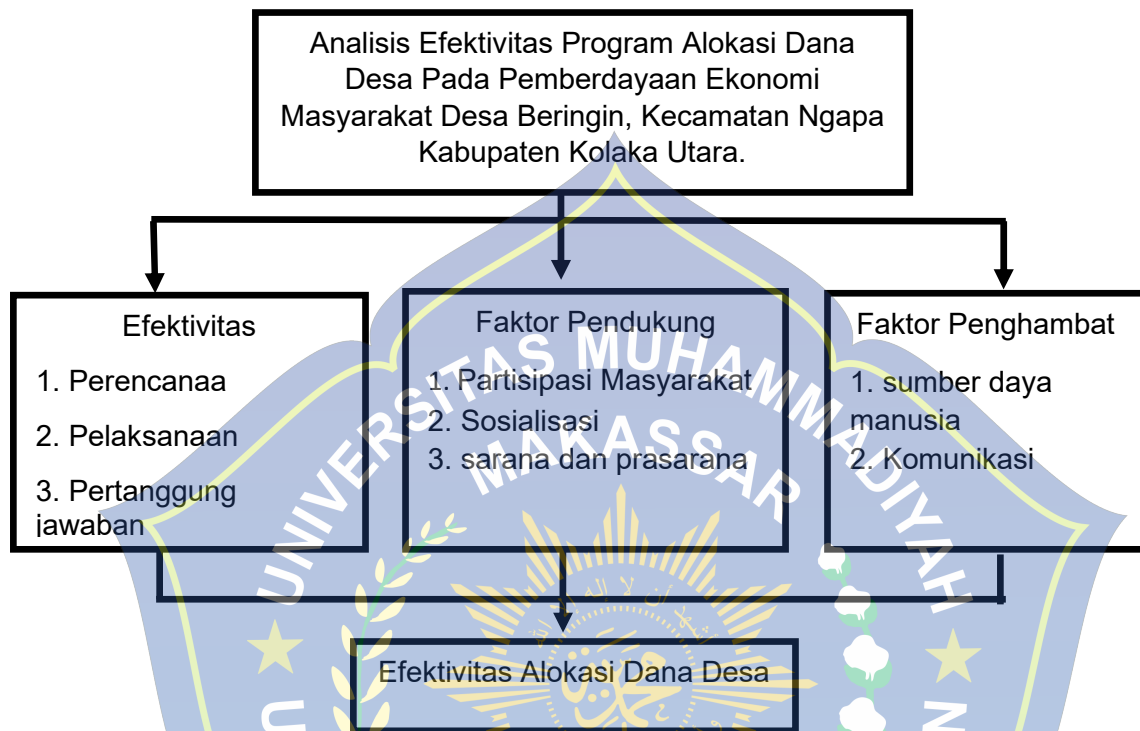 Analisis Efektivitas Program Alokasi Dana
Desa Pada Pemberdayaan Ekonomi
Masyarakat Desa Beringin, Kecamatan Ngapa
Kabupaten Kolaka Utara.
Efektivitas
1. Perencanaa
2. Pelaksanaan
3. Pertanggung
jawaban
Faktor Pendukung
1. Partisipasi Masyarakat
2. Sosialisasi
3. sarana dan prasarana
Faktor Penghambat
1. sumber daya
manusia
2. Komunikasi
UNIVERSITAS MUHAMMADIYAH
MAKASSAR
Efektivitas Alokasi Dana Desa